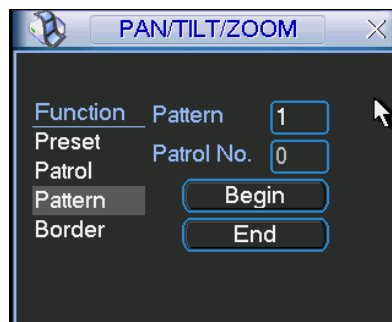 PAN/TILT/ZOOM
Function Pattern 1
Preset
Patrol No. 0
Patrol
Pattern Begin
Border End